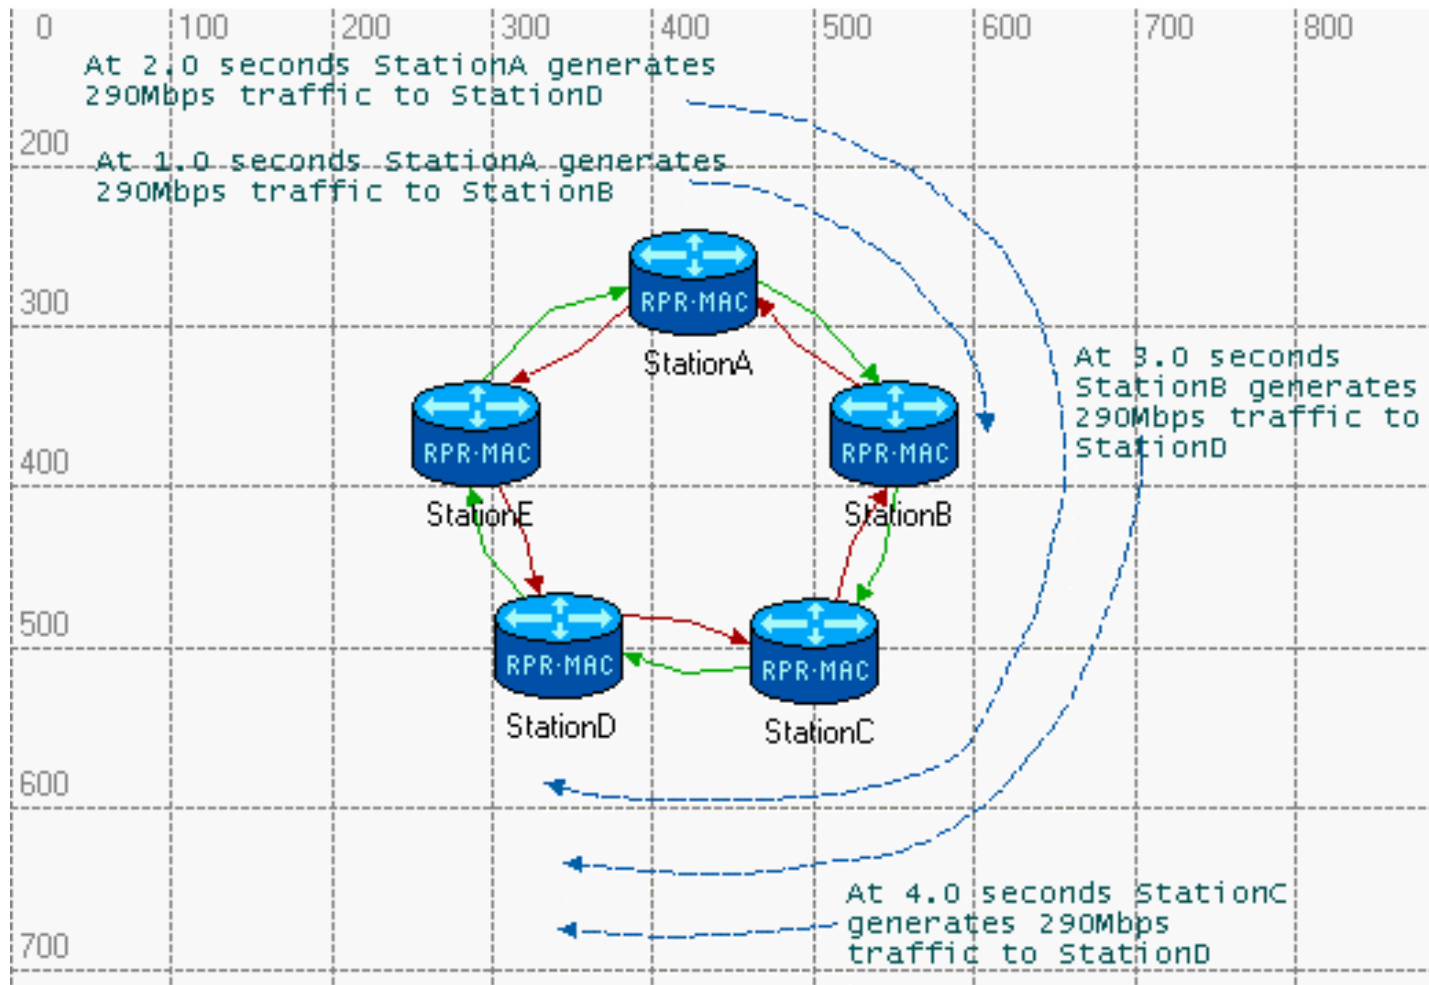 0 100 200 300 400 500 600 700 800
At 2.0 seconds StationA generates
290Mbps traffic to StationD
200
At 1.0 seconds StationA generates
290Mbps traffic to StationB
300
RPR-MAC
StationA
At 3.0 seconds
StationB generates
290Mbps traffic to
StationD
400
RPR-MAC
StationE
RPR-MAC
StationB
500
RPR-MAC
StationD
RPR-MAC
StationC
600
At 4.0 seconds StationC
generates 290Mbps
traffic to StationD
700